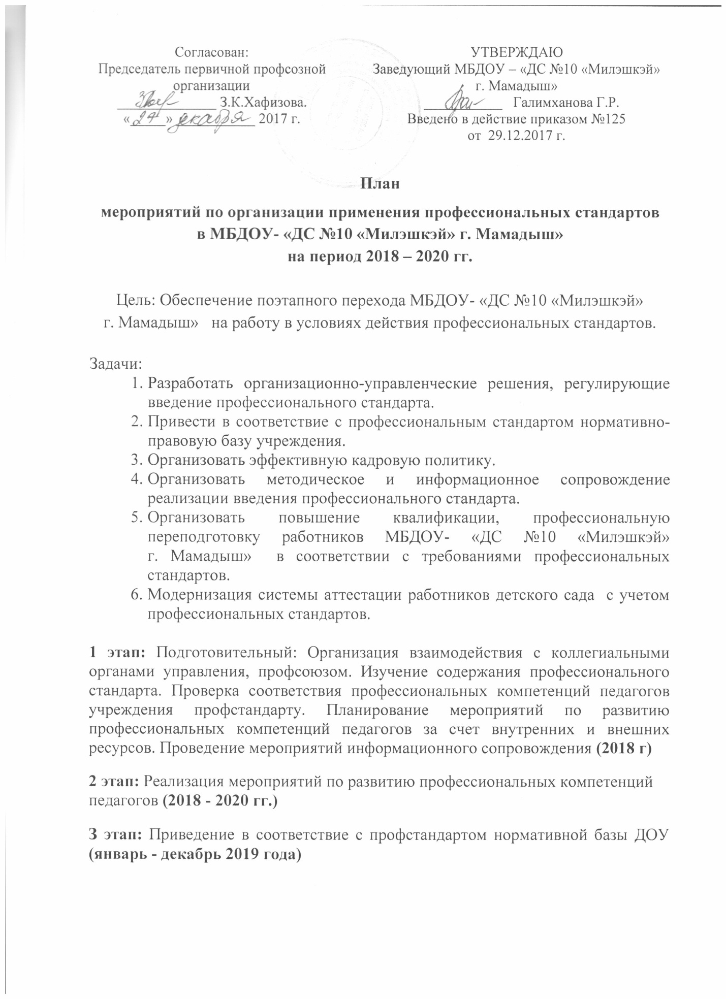 Согласован:
Председатель первичной профсозной
организации
______________ З.К.Хафизова.
«_____» декабря 2017 г.
УТВЕРЖДАЮ
Заведующий МБДОУ – «ДС №10 «Милэшкэй»
г. Мамадыш»
___________ Галимханова Г.Р.
Введено в действие приказом №125
от 29.12.2017 г.
План
мероприятий по организации применения профессиональных стандартов
в МБДОУ- «ДС №10 «Милэшкэй» г. Мамадыш»
на период 2018 – 2020 гг.
Цель: Обеспечение поэтапного перехода МБДОУ- «ДС №10 «Милэшкэй»
г. Мамадыш» на работу в условиях действия профессиональных стандартов.
Задачи:
1. Разработать организационно-управленческие решения, регулирующие
введение профессионального стандарта.
2. Привести в соответствие с профессиональным стандартом нормативно-
правовую базу учреждения.
3. Организовать эффективную кадровую политику.
4. Организовать методическое и информационное сопровождение
реализации введения профессионального стандарта.
5. Организовать повышение квалификации, профессиональную
переподготовку работников МБДОУ- «ДС №10 «Милэшкэй»
г. Мамадыш» в соответствии с требованиями профессиональных
стандартов.
6. Модернизация системы аттестации работников детского сада с учетом
профессиональных стандартов.
1 этап: Подготовительный: Организация взаимодействия с коллегиальными
органами управления, профсоюзом. Изучение содержания профессионального
стандарта. Проверка соответствия профессиональных компетенций педагогов
учреждения профстандарту. Планирование мероприятий по развитию
профессиональных компетенций педагогов за счет внутренних и внешних
ресурсов. Проведение мероприятий информационного сопровождения (2018 г)
2 этап: Реализация мероприятий по развитию профессиональных компетенций
педагогов (2018 - 2020 гг.)
3 этап: Приведение в соответствие с профстандартом нормативной базы ДОУ
(январь - декабрь 2019 года)